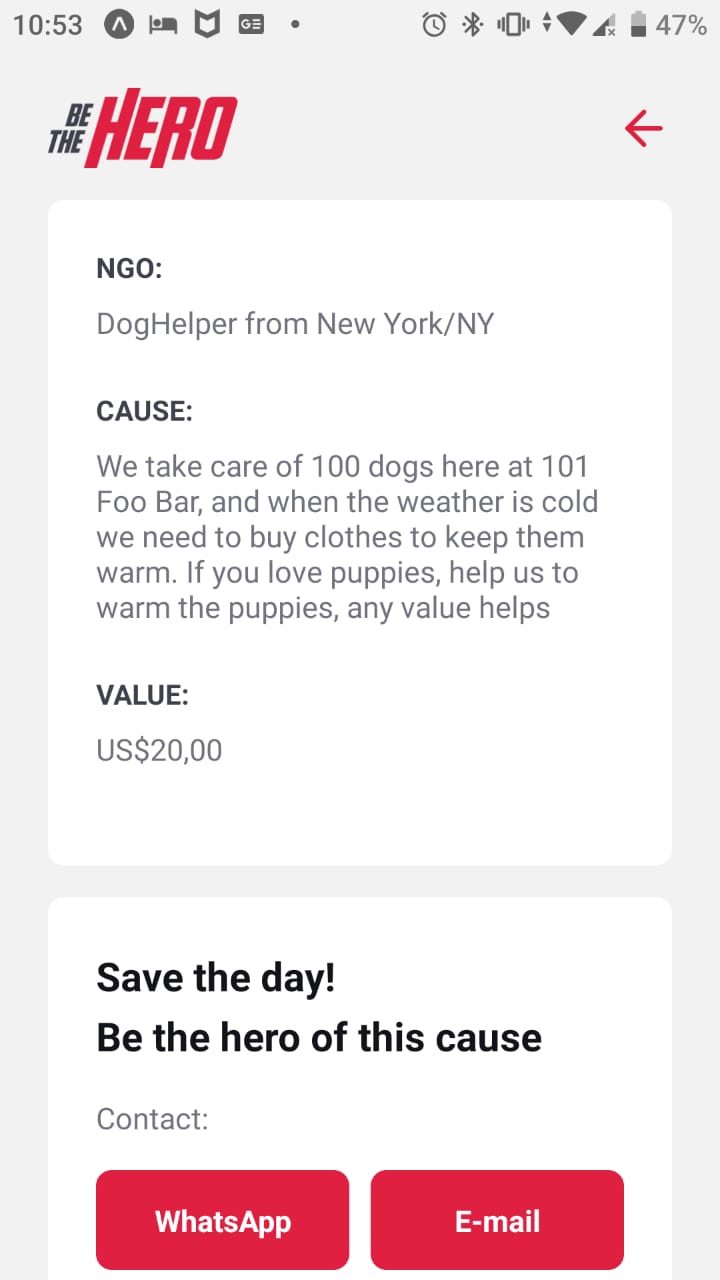 10:53
GE
47%
BE
THE HERO
NGO:
DogHelper from New York/NY
CAUSE:
We take care of 100 dogs here at 101
Foo Bar, and when the weather is cold
we need to buy clothes to keep them
warm. If you love puppies, help us to
warm the puppies, any value helps
VALUE:
US$20,00
Save the day!
Be the hero of this cause
Contact:
WhatsApp
E-mail